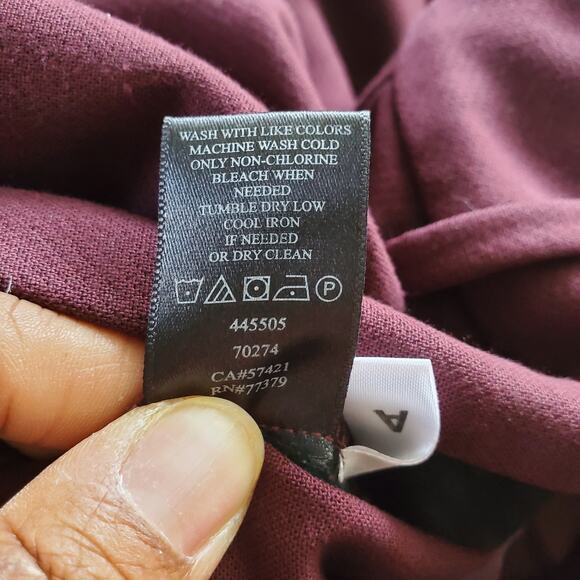 WASH WITH LIKE COLORS
MACHINE WASH COLD
ONLY NON-CHLORINE
BLEACH WHEN
NEEDED
TUMBLE DRY LOW
COOL IRON
IF NEEDED
OR DRY CLEAN
P
445505
70274
CA#57421
RN#77379
A